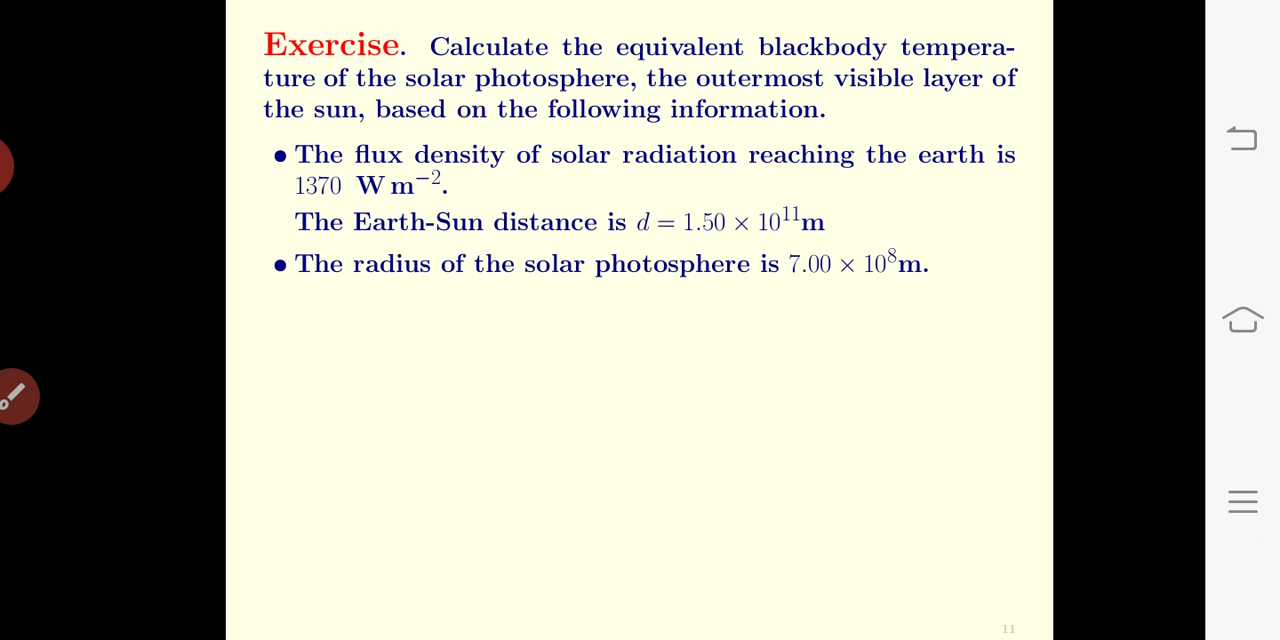 Exercise. Calculate the equivalent blackbody tempera-
ture of the solar photosphere, the outermost visible layer of
the sun, based on the following information.
• The flux density of solar radiation reaching the earth is
1370 W m⁻².
The Earth-Sun distance is d = 1.50 × 10¹¹m
• The radius of the solar photosphere is 7.00 × 10⁸m.
11